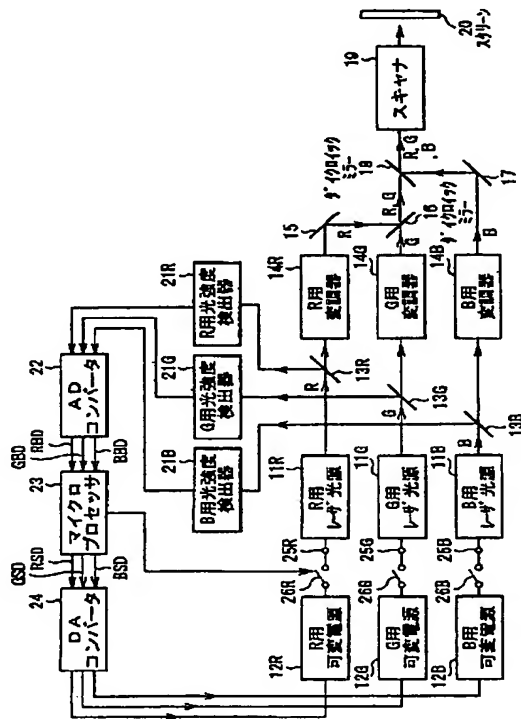 20
スクリーン
19
スキャナ
R, G
, B
18
ダイクロイック
ミラー
17
R, G
15
R
16
G
ダイクロイック
ミラー
B
14R
R用
変調器
14G
G用
変調器
14B
B用
変調器
21R
R用光強度
検出器
21G
G用光強度
検出器
21B
B用光強度
検出器
R
13R
G
13G
B
13B
11R
R用
レーザ光源
11G
G用
レーザ光源
11B
B用
レーザ光源
25R
25G
25B
26R
26G
26B
12R
R用
可変電源
12G
G用
可変電源
12B
B用
可変電源
22
AD
コンバータ
GBD
RBD
BBD
23
マイクロ
プロセッサ
GSD
RSD
BSD
24
DA
コンバータ